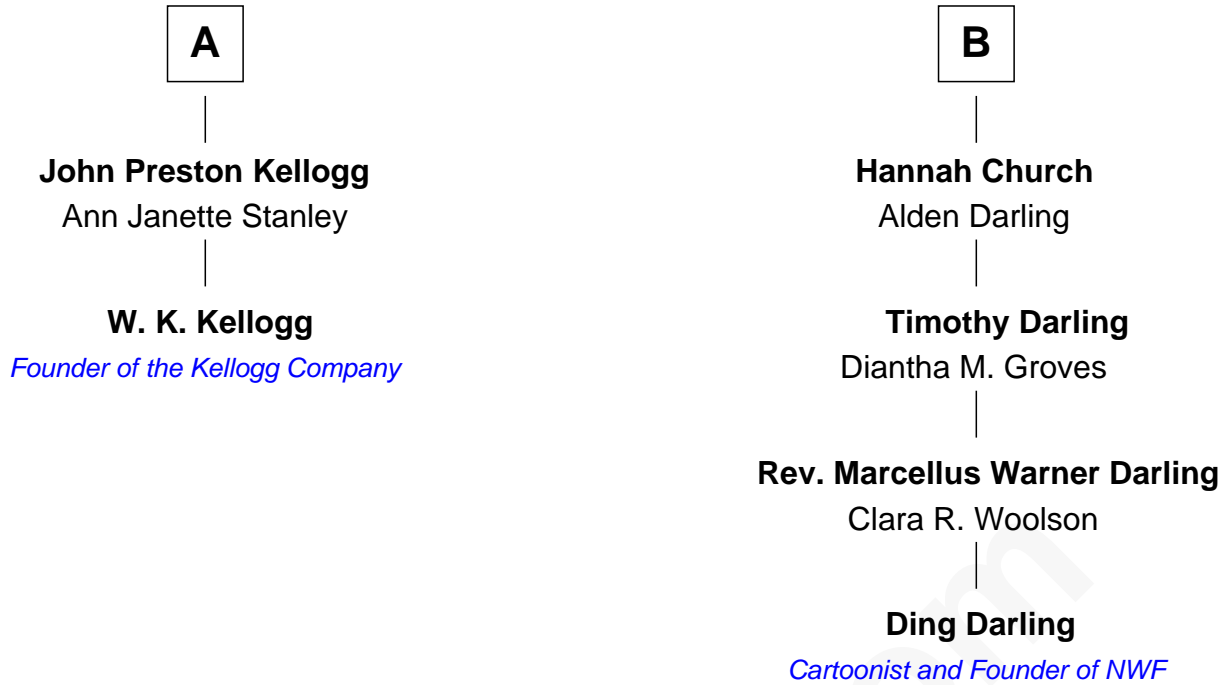 A
John Preston Kellogg
Ann Janette Stanley
W. K. Kellogg
Founder of the Kellogg Company
B
Hannah Church
Alden Darling
Timothy Darling
Diantha M. Groves
Rev. Marcellus Warner Darling
Clara R. Woolson
Ding Darling
Cartoonist and Founder of NWF